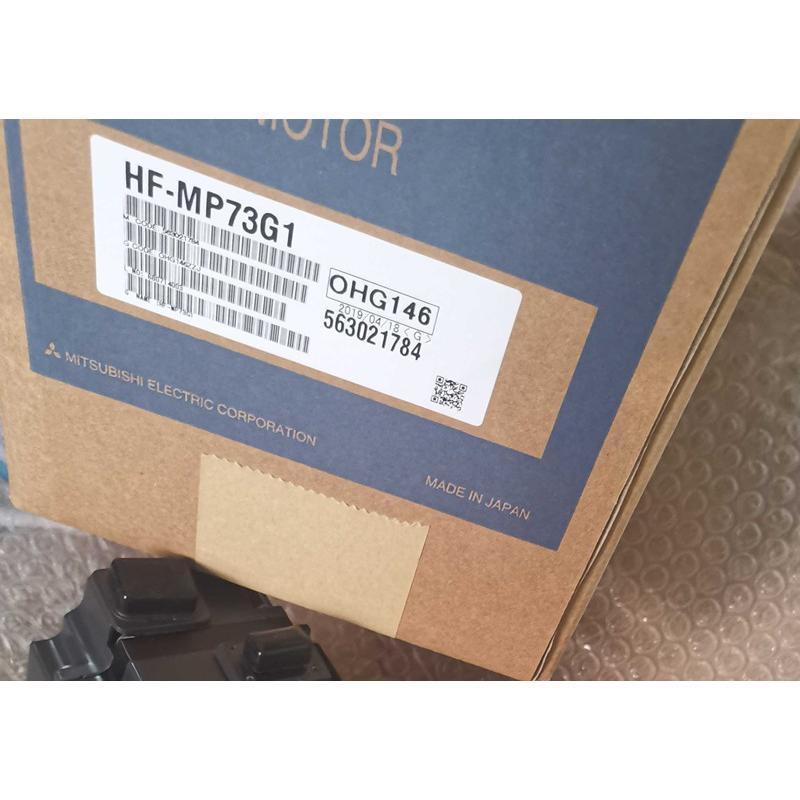 MOTOR
HF-MP73G1
OHG146
2019/04/18 < G >
563021784
MITSUBISHI ELECTRIC CORPORATION
MADE IN JAPAN